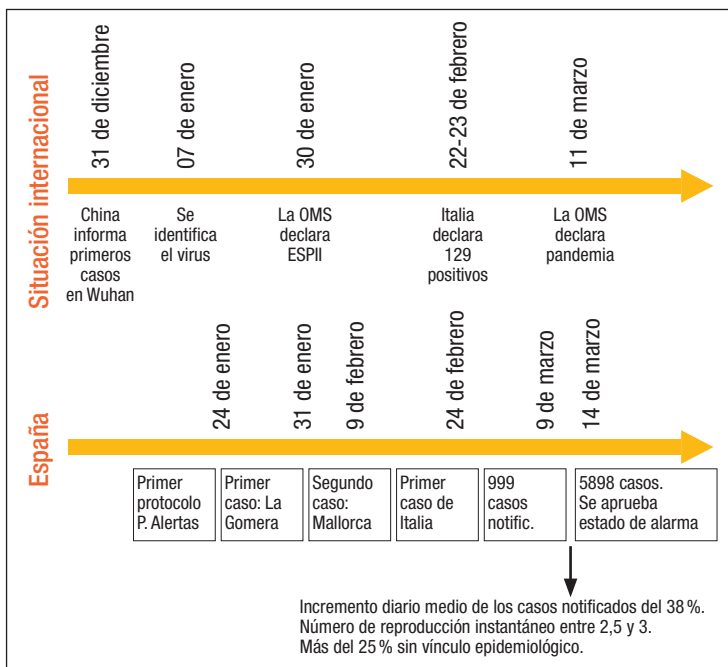 Situación internacional
31 de diciembre
07 de enero
30 de enero
22-23 de febrero
11 de marzo
China
informa
primeros
casos
en Wuhan
Se
identifica
el virus
La OMS
declara
ESPII
Italia
declara
129
positivos
La OMS
declara
pandemia
España
24 de enero
31 de enero
9 de febrero
24 de febrero
9 de marzo
14 de marzo
Primer
protocolo
P. Alertas
Primer
caso: La
Gomera
Segundo
caso:
Mallorca
Primer
caso de
Italia
999
casos
notific.
5898 casos.
Se aprueba
estado de alarma
Incremento diario medio de los casos notificados del 38 %.
Número de reproducción instantáneo entre 2,5 y 3.
Más del 25 % sin vínculo epidemiológico.